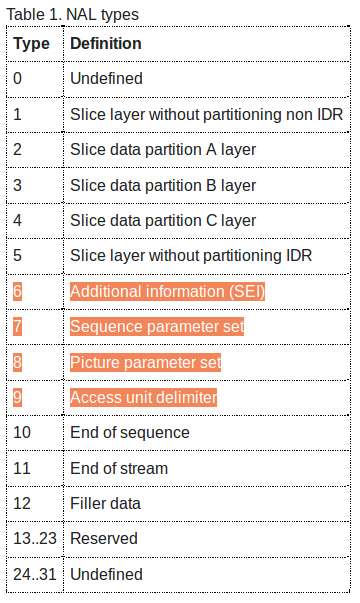 Table 1. NAL types
Type Definition
0 Undefined
1 Slice layer without partitioning non IDR
2 Slice data partition A layer
3 Slice data partition B layer
4 Slice data partition C layer
5 Slice layer without partitioning IDR
6 Additional information (SEI)
7 Sequence parameter set
8 Picture parameter set
9 Access unit delimiter
10 End of sequence
11 End of stream
12 Filler data
13..23 Reserved
24..31 Undefined